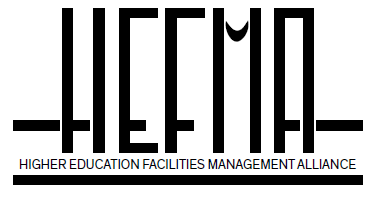 HEFMA
HIGHER EDUCATION FACILITIES MANAGEMENT ALLIANCE